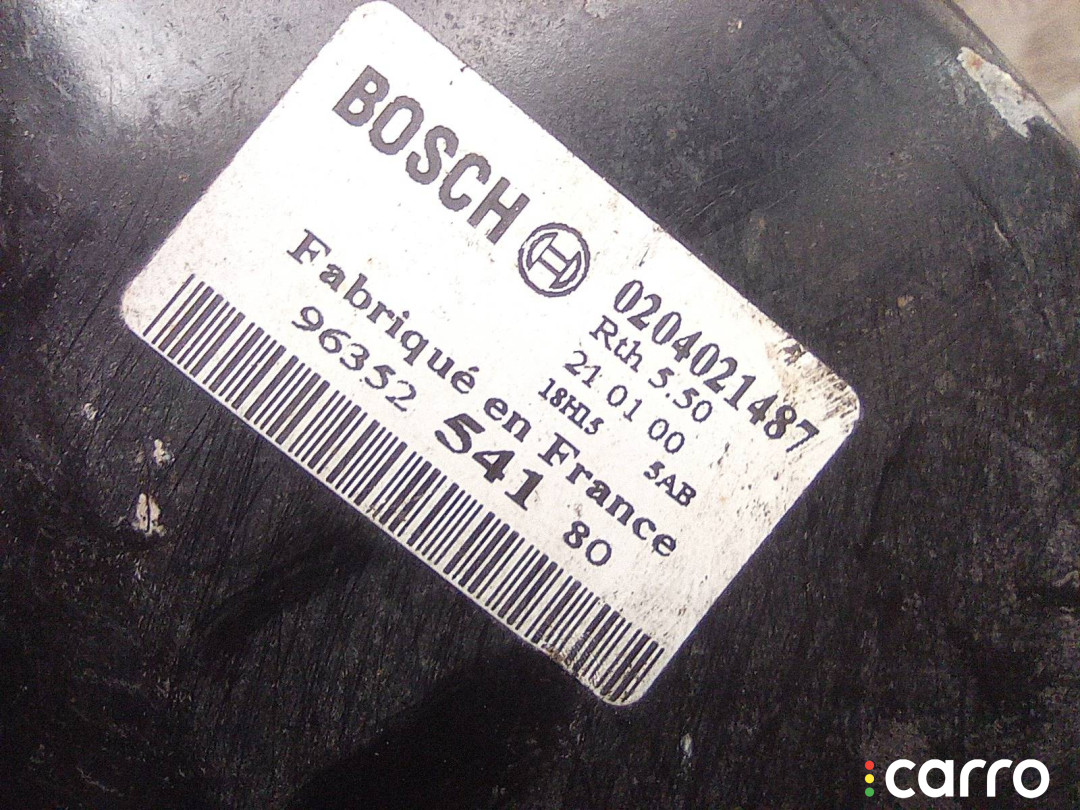 BOSCH
0204021487
Rth 5.50
21 01 00
18H15 5AB
Fabriqué en France
96352 541 80
carro